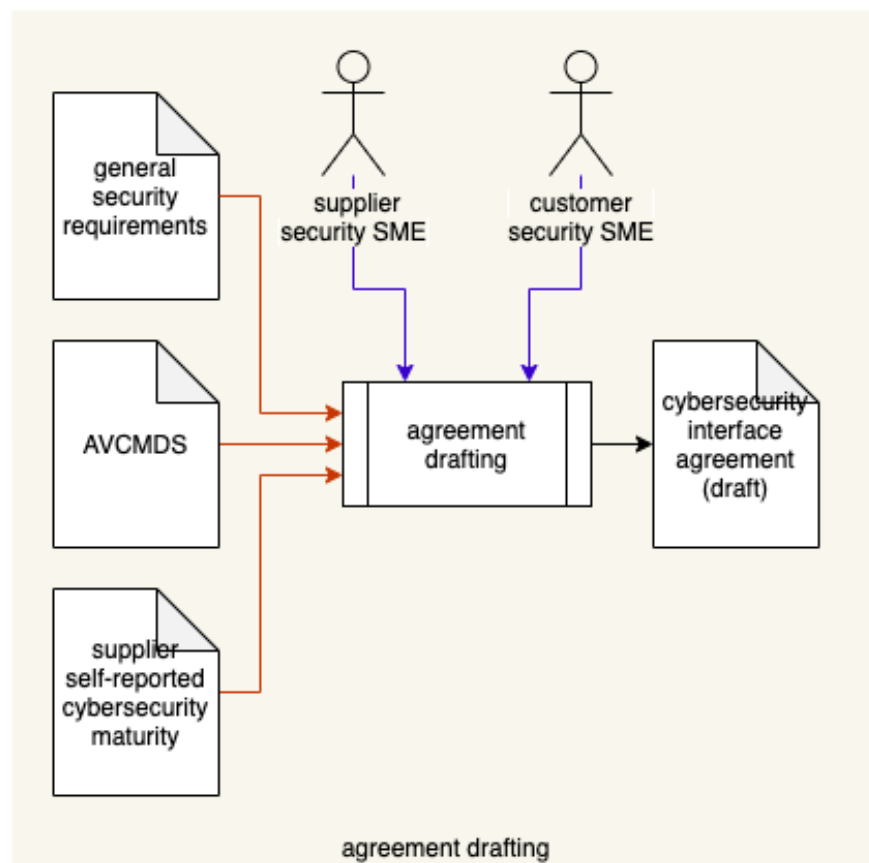 general
security
requirements
supplier
security SME
customer
security SME
AVCMDS
agreement
drafting
cybersecurity
interface
agreement
(draft)
supplier
self-reported
cybersecurity
maturity
agreement drafting